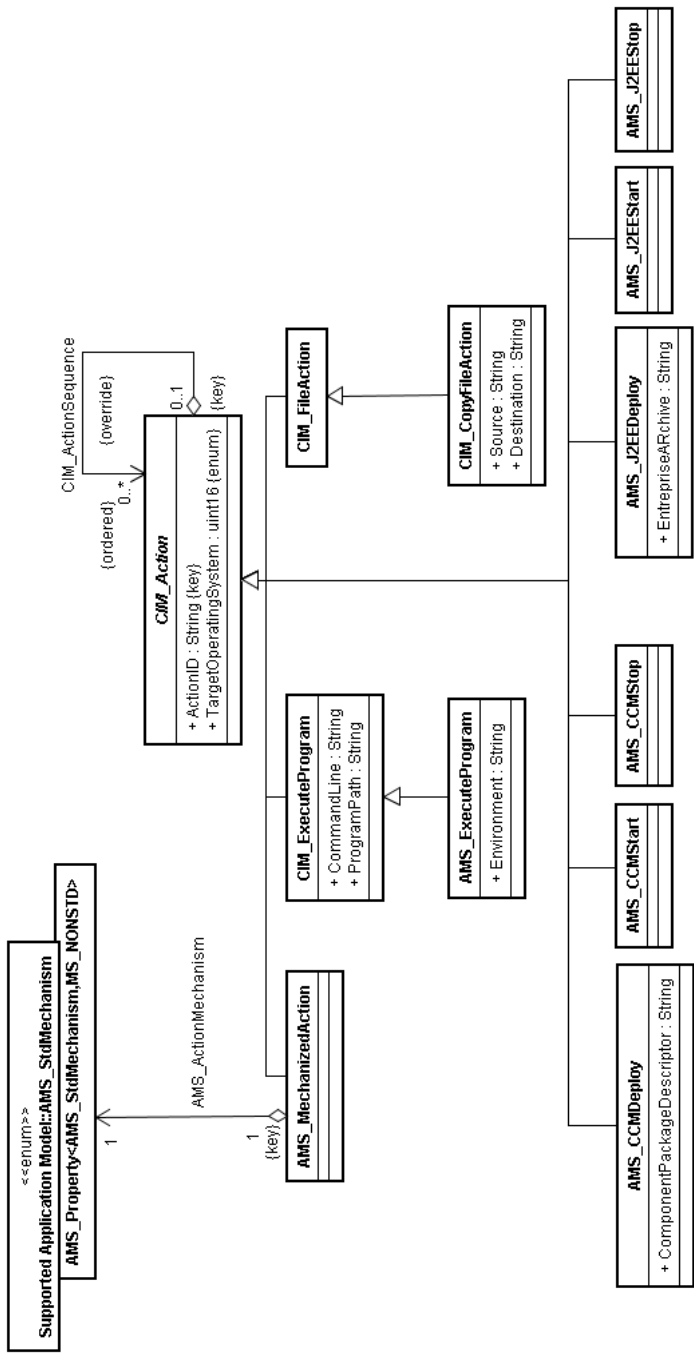 <<enum>>
Supported Application Model::AMS_StdMechanism
AMS_Property<AMS_StdMechanism,MS_NONSTD>
1
AMS_ActionMechanism
1
{key}
AMS_MechanizedAction
CIM_ActionSequence
{ordered}
{override}
0..*
0..1
{key}
CIM_Action
+ ActionID : String {key}
+ TargetOperatingSystem : uint16 {enum}
CIM_ExecuteProgram
+ CommandLine : String
+ ProgramPath : String
CIM_FileAction
AMS_ExecuteProgram
+ Environment : String
CIM_CopyFileAction
+ Source : String
+ Destination : String
AMS_CCMDeploy
+ ComponentPackageDescriptor : String
AMS_CCMStart
AMS_CCMStop
AMS_J2EEDeploy
+ EntrepriseARchive : String
AMS_J2EEStart
AMS_J2EEStop